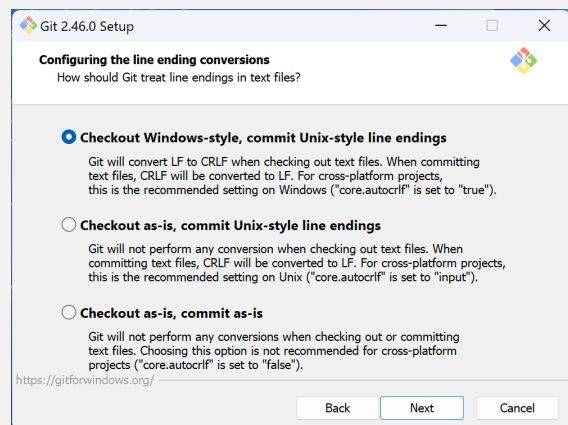 Git 2.46.0 Setup
Configuring the line ending conversions
How should Git treat line endings in text files?
Checkout Windows-style, commit Unix-style line endings
Git will convert LF to CRLF when checking out text files. When committing
text files, CRLF will be converted to LF. For cross-platform projects,
this is the recommended setting on Windows ("core.autocrlf" is set to "true").
Checkout as-is, commit Unix-style line endings
Git will not perform any conversion when checking out text files. When
committing text files, CRLF will be converted to LF. For cross-platform projects,
this is the recommended setting on Unix ("core.autocrlf" is set to "input").
Checkout as-is, commit as-is
Git will not perform any conversions when checking out or committing
text files. Choosing this option is not recommended for cross-platform
projects ("core.autocrlf" is set to "false").
https://gitforwindows.org/
Back Next Cancel